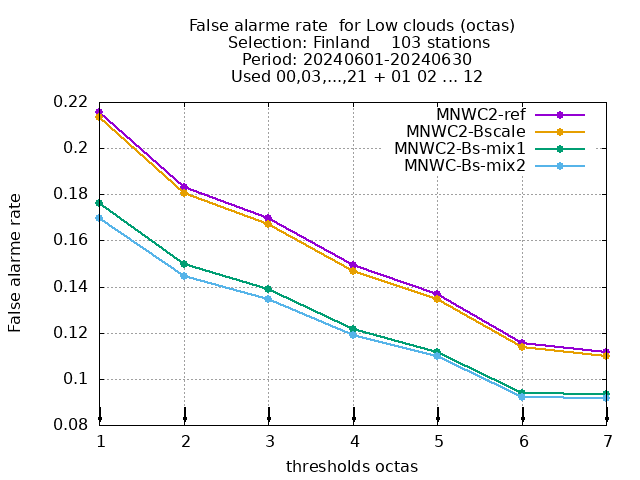 False alarme rate  for Low clouds (octas)
Selection: Finland    103 stations
Period: 20240601-20240630
Used 00,03,...,21 + 01 02 ... 12
MNWC2-ref
MNWC2-Bscale
MNWC2-Bs-mix1
MNWC-Bs-mix2
False alarme rate
0.22
0.2
0.18
0.16
0.14
0.12
0.1
0.08
1 2 3 4 5 6 7
thresholds octas